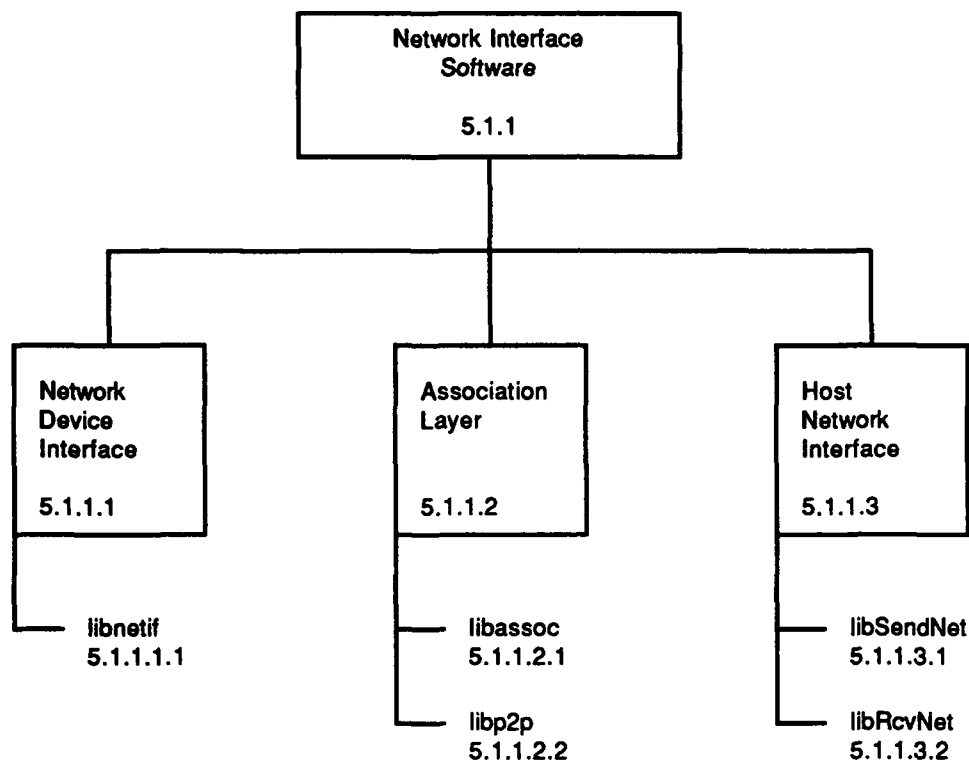 Network Interface
Software
5.1.1
Network
Device
Interface
5.1.1.1
libnetif
5.1.1.1.1
Association
Layer
5.1.1.2
libassoc
5.1.1.2.1
libp2p
5.1.1.2.2
Host
Network
Interface
5.1.1.3
libSendNet
5.1.1.3.1
libRcvNet
5.1.1.3.2